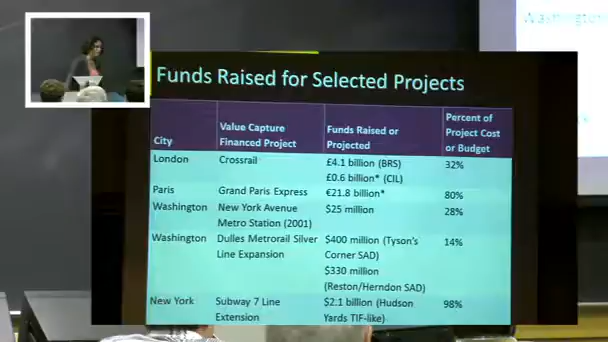 Washington
Funds Raised for Selected Projects
City
Value Capture
Financed Project
Funds Raised or
Projected
Percent of
Project Cost
or Budget
London
Crossrail
£4.1 billion (BRS)
£0.6 billion* (CIL)
32%
Paris
Grand Paris Express
€21.8 billion*
80%
Washington
New York Avenue
Metro Station (2001)
$25 million
28%
Washington
Dulles Metrorail Silver
Line Expansion
$400 million (Tyson's
Corner SAD)
$330 million
(Reston/Herndon SAD)
14%
New York
Subway 7 Line
Extension
$2.1 billion (Hudson
Yards TIF-like)
98%